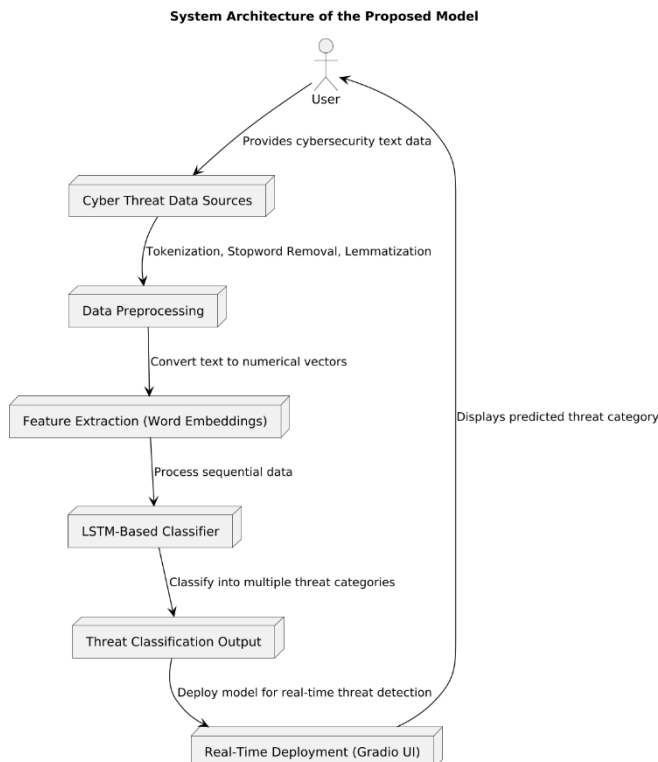 System Architecture of the Proposed Model
User
Provides cybersecurity text data
Cyber Threat Data Sources
Tokenization, Stopword Removal, Lemmatization
Data Preprocessing
Convert text to numerical vectors
Feature Extraction (Word Embeddings)
Displays predicted threat category
Process sequential data
LSTM-Based Classifier
Classify into multiple threat categories
Threat Classification Output
Deploy model for real-time threat detection
Real-Time Deployment (Gradio UI)